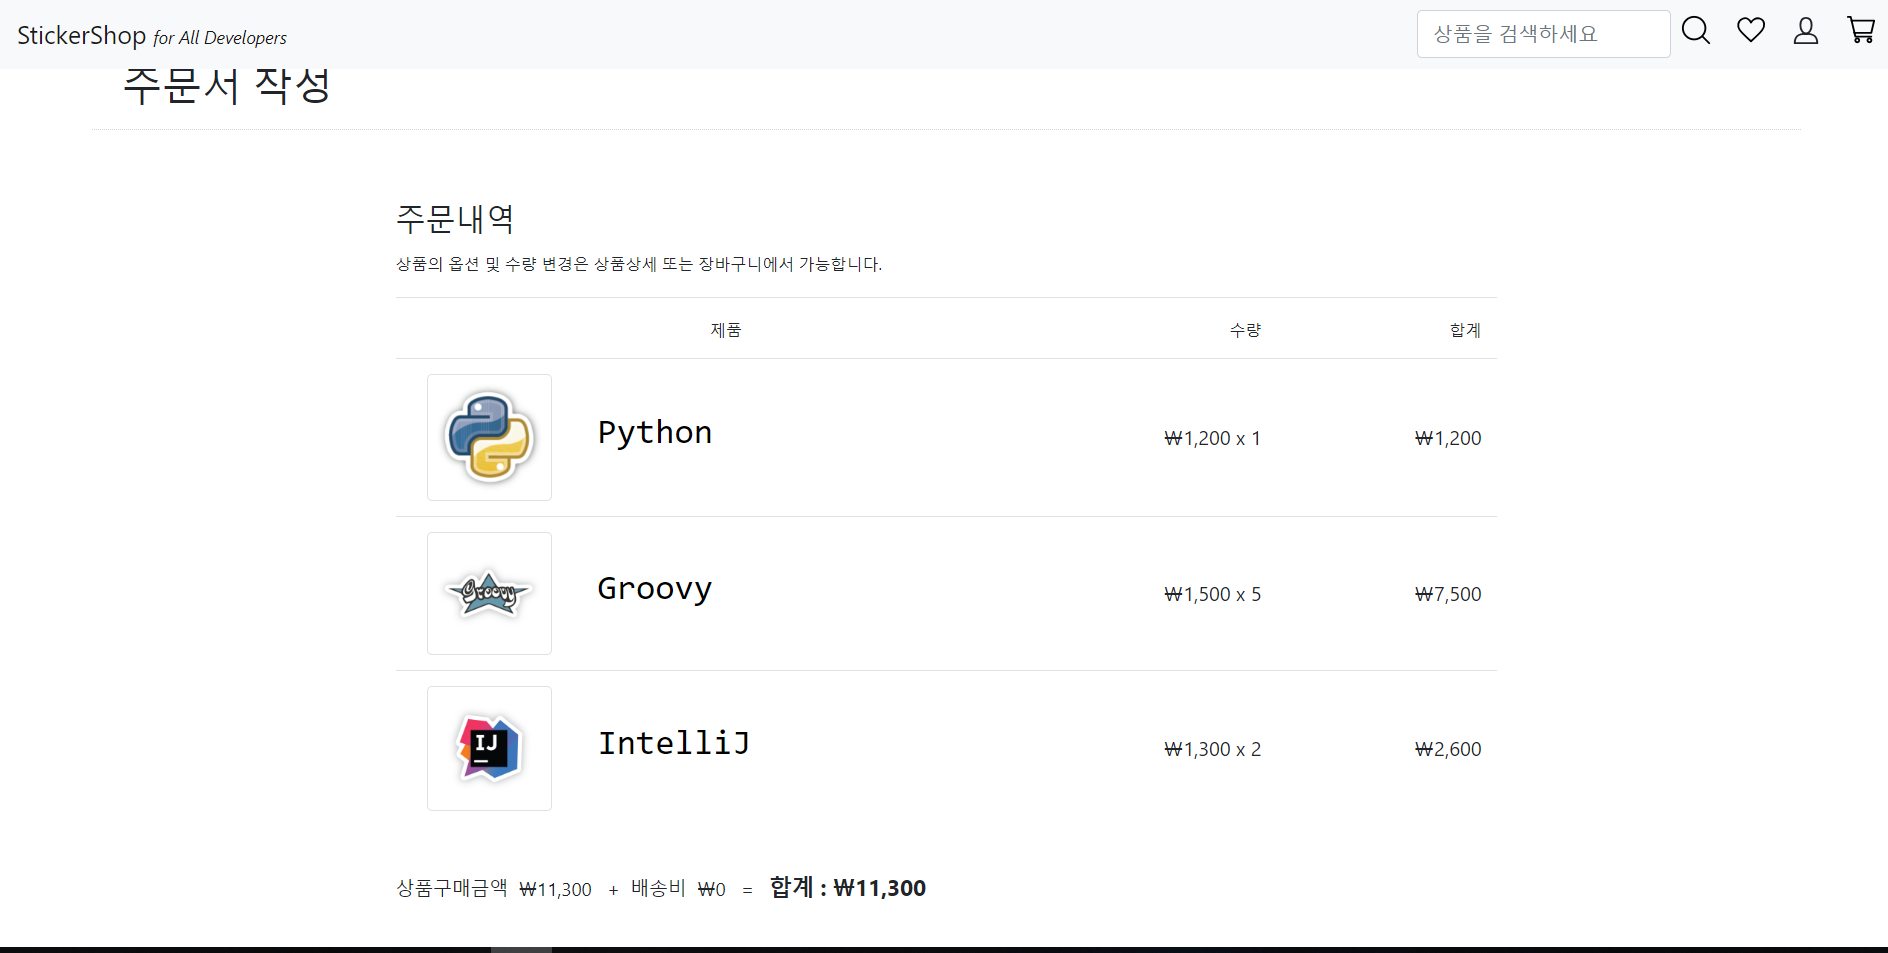 StickerShop for All Developers
상품을 검색하세요
주문서 작성
주문내역
상품의 옵션 및 수량 변경은 상품상세 또는 장바구니에서 가능합니다.
제품 수량 합계
Python ₩1,200 x 1 ₩1,200
Groovy
Groovy ₩1,500 x 5 ₩7,500
IJ
IntelliJ ₩1,300 x 2 ₩2,600
상품구매금액 ₩11,300 + 배송비 ₩0 = 합계 : ₩11,300